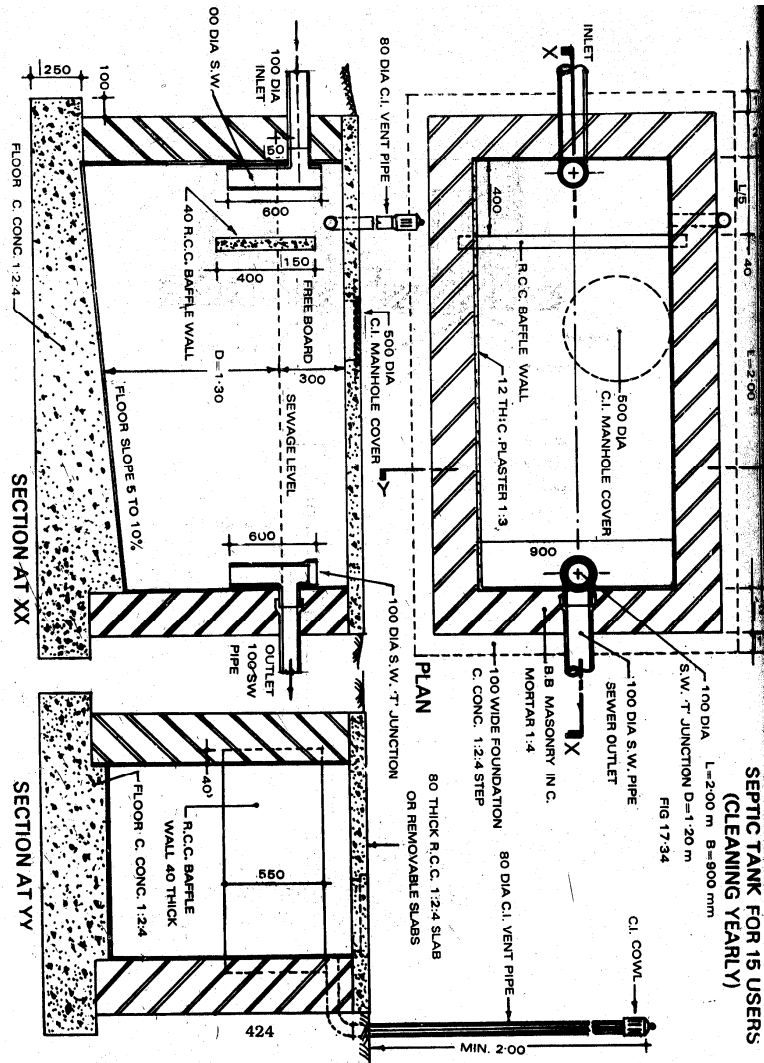 SEPTIC TANK FOR 15 USERS
(CLEANING YEARLY)
L=2·00 m B=900 mm
D=1·20 m
FIG 17·34
INLET
X
L/5
40
L=2·00
400
R.C.C. BAFFLE WALL
500 DIA
C.I. MANHOLE COVER
12 TH:C.PLASTER 1:3,
900
100 DIA
S.W. 'T' JUNCTION
100 DIA S.W. PIPE
SEWER OUTLET
X
B.B MASONRY IN C.
MORTAR 1:4
100 WIDE FOUNDATION
C. CONC. 1:2:4 STEP
Y
PLAN
80 DIA C.I. VENT PIPE
100 DIA
INLET
00 DIA S.W.
100
250
50
600
40 R.C.C. BAFFLE WALL
150
400
FREE BOARD
300
500 DIA
C.I. MANHOLE COVER
D=1·30
SEWAGE LEVEL
FLOOR SLOPE 5 TO 10%
FLOOR C. CONC. 1:2:4
600
100 DIA S.W. 'T' JUNCTION
OUTLET
100 SW
PIPE
SECTION AT XX
80 THICK R.C.C. 1:2:4 SLAB
OR REMOVABLE SLABS
80 DIA C.I. VENT PIPE
C.I. COWL
MIN. 2·00
40
FLOOR C. CONC. 1:2:4
R.C.C. BAFFLE
WALL 40 THICK
550
SECTION AT YY
424